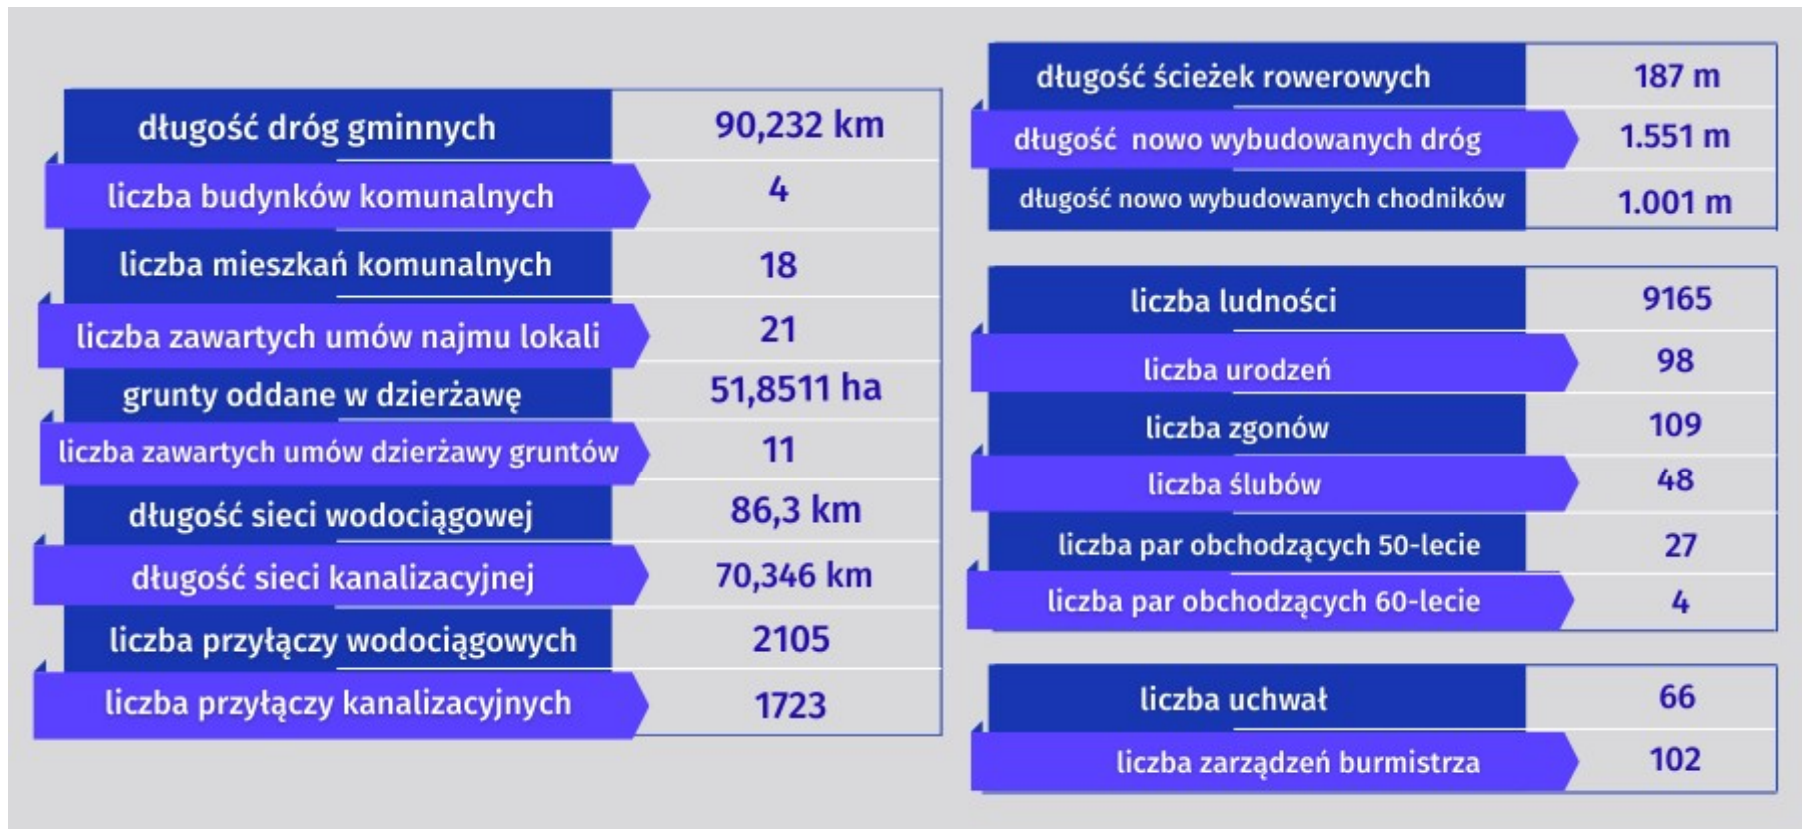 długość dróg gminnych 90,232 km
liczba budynków komunalnych 4
liczba mieszkań komunalnych 18
liczba zawartych umów najmu lokali 21
grunty oddane w dzierżawę 51,8511 ha
liczba zawartych umów dzierżawy gruntów 11
długość sieci wodociągowej 86,3 km
długość sieci kanalizacyjnej 70,346 km
liczba przyłączy wodociągowych 2105
liczba przyłączy kanalizacyjnych 1723
długość ścieżek rowerowych 187 m
długość nowo wybudowanych dróg 1.551 m
długość nowo wybudowanych chodników 1.001 m
liczba ludności 9165
liczba urodzeń 98
liczba zgonów 109
liczba ślubów 48
liczba par obchodzących 50-lecie 27
liczba par obchodzących 60-lecie 4
liczba uchwał 66
liczba zarządzeń burmistrza 102